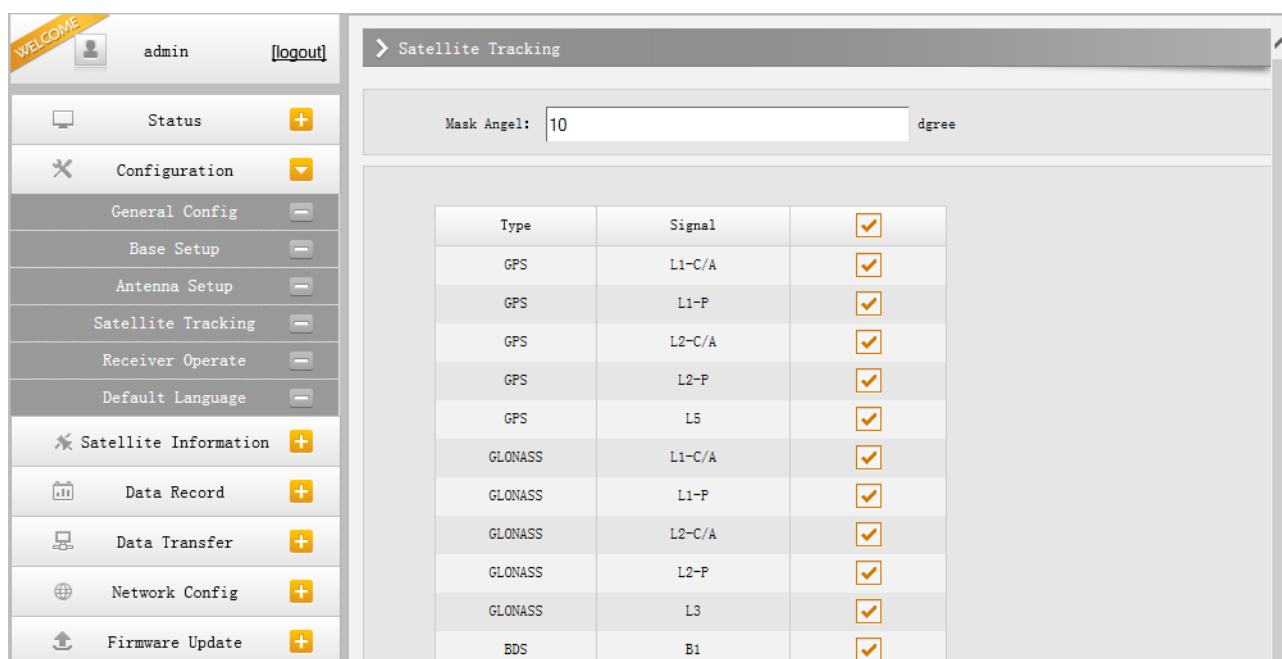 WELCOME
admin [logout]
Status
Configuration
General Config
Base Setup
Antenna Setup
Satellite Tracking
Receiver Operate
Default Language
Satellite Information
Data Record
Data Transfer
Network Config
Firmware Update
Satellite Tracking
Mask Angel: 10 dgree
Type Signal
GPS L1-C/A
GPS L1-P
GPS L2-C/A
GPS L2-P
GPS L5
GLONASS L1-C/A
GLONASS L1-P
GLONASS L2-C/A
GLONASS L2-P
GLONASS L3
BDS B1